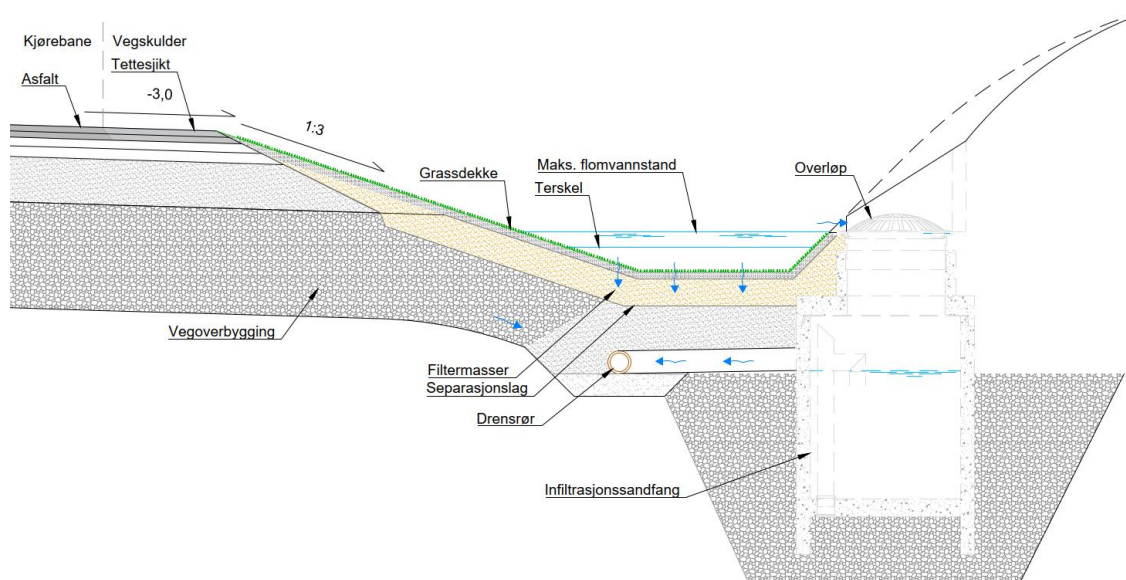 Kjørebane Vegskulder
Tettesjikt
Asfalt
-3,0
1:3
Grassdekke
Maks. flomvannstand
Terskel
Overløp
Vegoverbygging
Filtermasser
Separasjonslag
Drensrør
Infiltrasjonssandfang